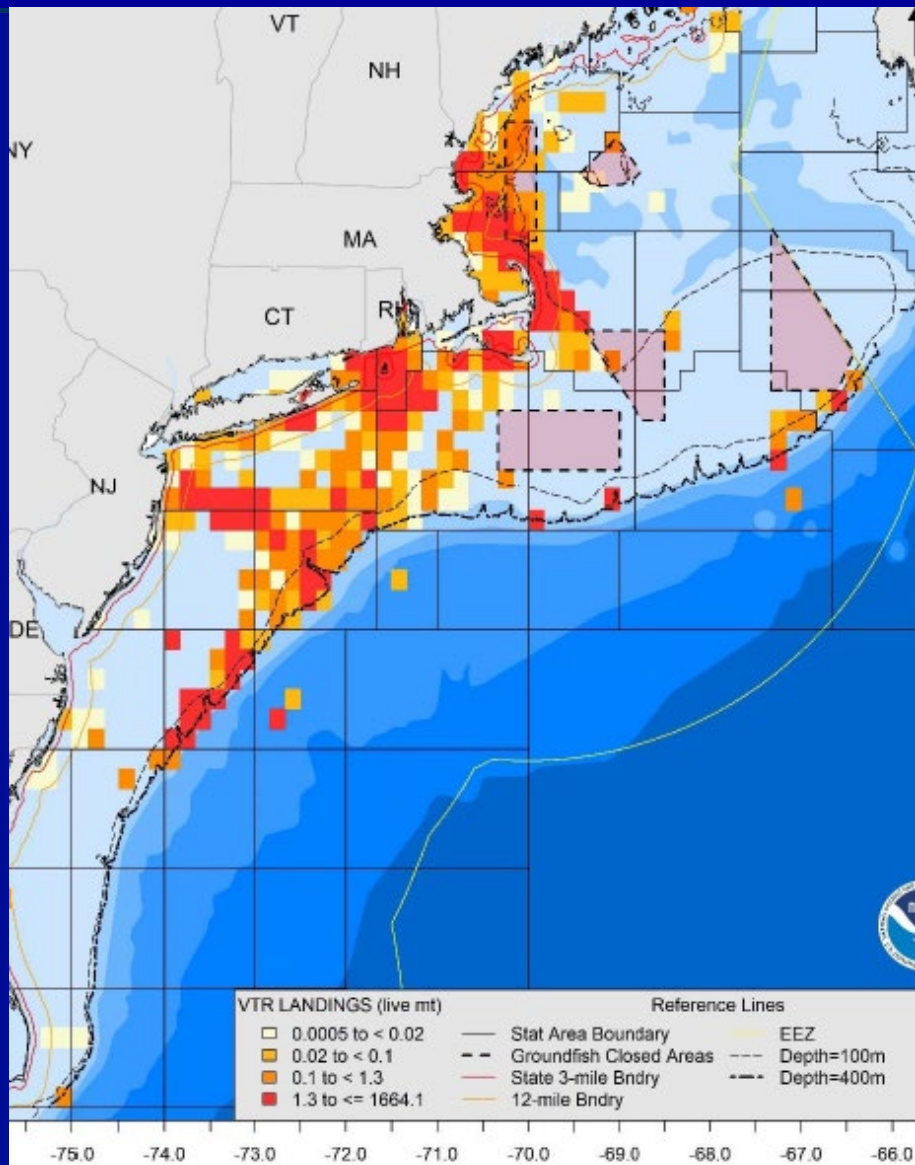 VT
NH
NY
MA
CT
RI
NJ
DE
VTR LANDINGS (live mt)
Reference Lines
0.0005 to < 0.02
Stat Area Boundary
EEZ
0.02 to < 0.1
Groundfish Closed Areas
Depth=100m
0.1 to < 1.3
State 3-mile Bndry
Depth=400m
1.3 to <= 1664.1
12-mile Bndry
-75.0 -74.0 -73.0 -72.0 -71.0 -70.0 -69.0 -68.0 -67.0 -66.0